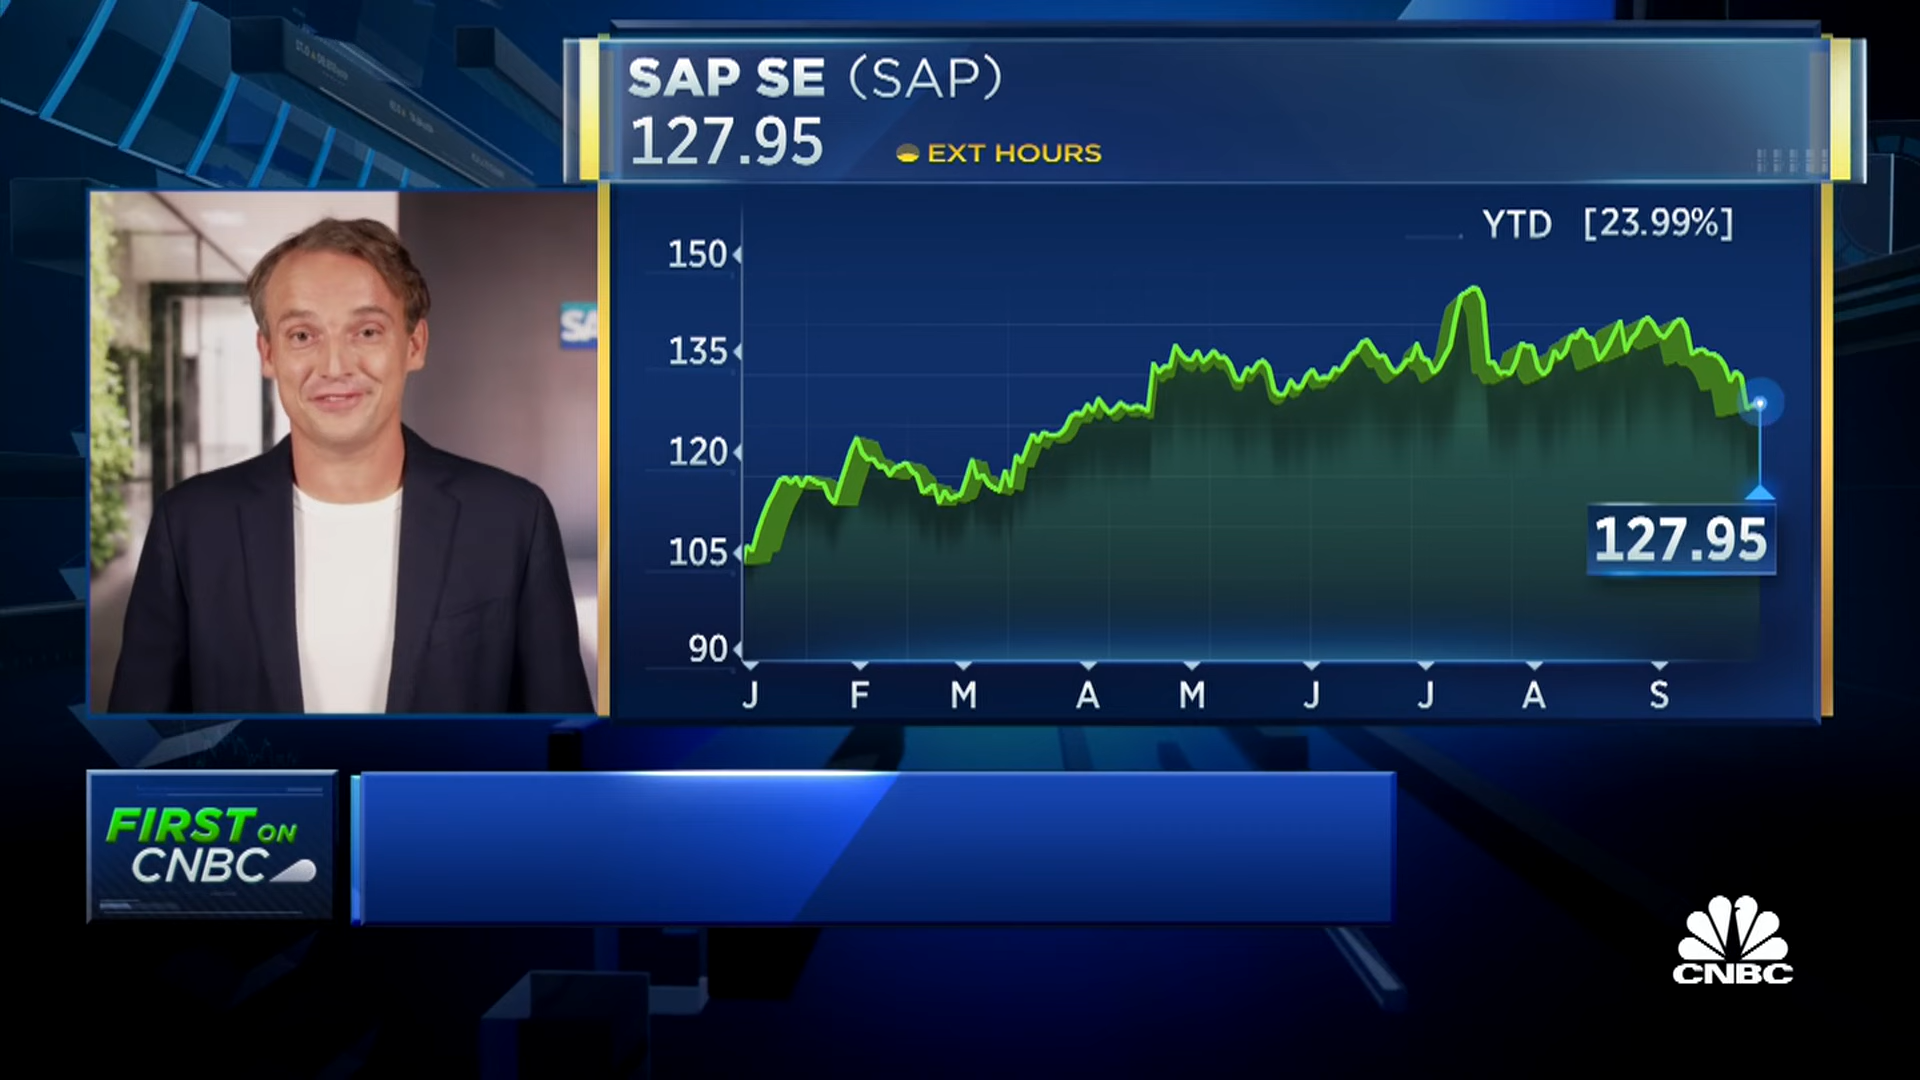 SAP SE (SAP)
127.95 EXT HOURS
YTD [23.99%]
150
135
120
105
90
127.95
J F M A M J J A S
SA
FIRST ON
CNBC
CNBC